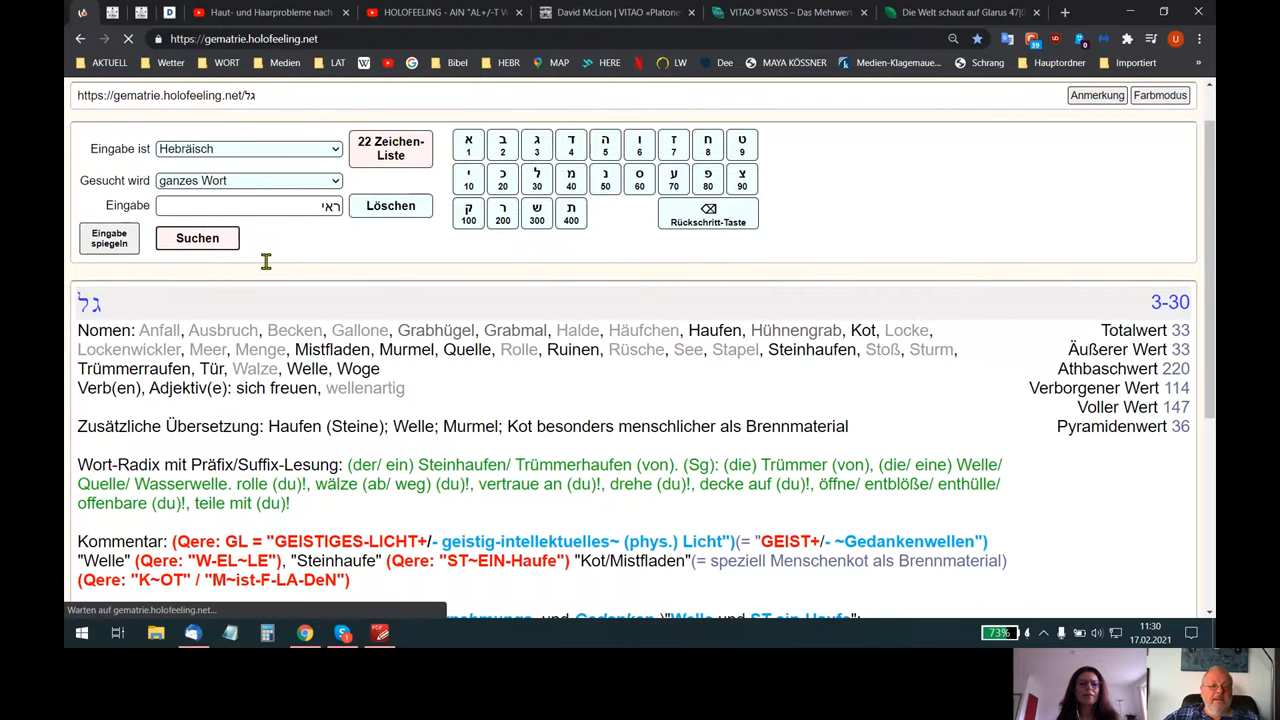 Haut- und Haarprobleme nach
HOLOFEELING - AIN "AL+/-T W
David McLion | VITAO «Platone
VITAO®SWISS – Das Mehrwert
Die Welt schaut auf Glarus 47|0
https://gematrie.holofeeling.net
AKTUELL
Wetter
WORT
Medien
LAT
Bibel
HEBR
MAP
HERE
LW
Dee
MAYA KÖSSNER
Medien-Klagemaue...
Schrang
Hauptordner
Importiert
https://gematrie.holofeeling.net/גל
Anmerkung
Farbmodus
Eingabe ist
Hebräisch
22 Zeichen-
Liste
Gesucht wird
ganzes Wort
Eingabe
ראי
Löschen
Eingabe
spiegeln
Suchen
א ב ג ד ה ו ז ח ט
1 2 3 4 5 6 7 8 9
י כ ל מ נ ס ע פ צ
10 20 30 40 50 60 70 80 90
ק ר ש ת
100 200 300 400
Rückschritt-Taste
גל
3-30
Nomen: Anfall, Ausbruch, Becken, Gallone, Grabhügel, Grabmal, Halde, Häufchen, Haufen, Hühnengrab, Kot, Locke,
Lockenwickler, Meer, Menge, Mistfladen, Murmel, Quelle, Rolle, Ruinen, Rüsche, See, Stapel, Steinhaufen, Stoß, Sturm,
Trümmerraufen, Tür, Walze, Welle, Woge
Verb(en), Adjektiv(e): sich freuen, wellenartig
Totalwert 33
Äußerer Wert 33
Athbaschwert 220
Verborgener Wert 114
Voller Wert 147
Pyramidenwert 36
Zusätzliche Übersetzung: Haufen (Steine); Welle; Murmel; Kot besonders menschlicher als Brennmaterial
Wort-Radix mit Präfix/Suffix-Lesung: (der/ ein) Steinhaufen/ Trümmerhaufen (von). (Sg): (die) Trümmer (von), (die/ eine) Welle/
Quelle/ Wasserwelle. rolle (du)!, wälze (ab/ weg) (du)!, vertraue an (du)!, drehe (du)!, decke auf (du)!, öffne/ entblöße/ enthülle/
offenbare (du)!, teile mit (du)!
Kommentar: (Qere: GL = "GEISTIGES-LICHT+/- geistig-intellektuelles~ (phys.) Licht")(= "GEIST+/- ~Gedankenwellen")
"Welle" (Qere: "W-EL~LE"), "Steinhaufe" (Qere: "ST~EIN-Haufe") "Kot/Mistfladen"(= speziell Menschenkot als Brennmaterial)
(Qere: "K~OT" / "M~ist-F-LA-DeN")
Warten auf gematrie.holofeeling.net...
73%
11:30
17.02.2021